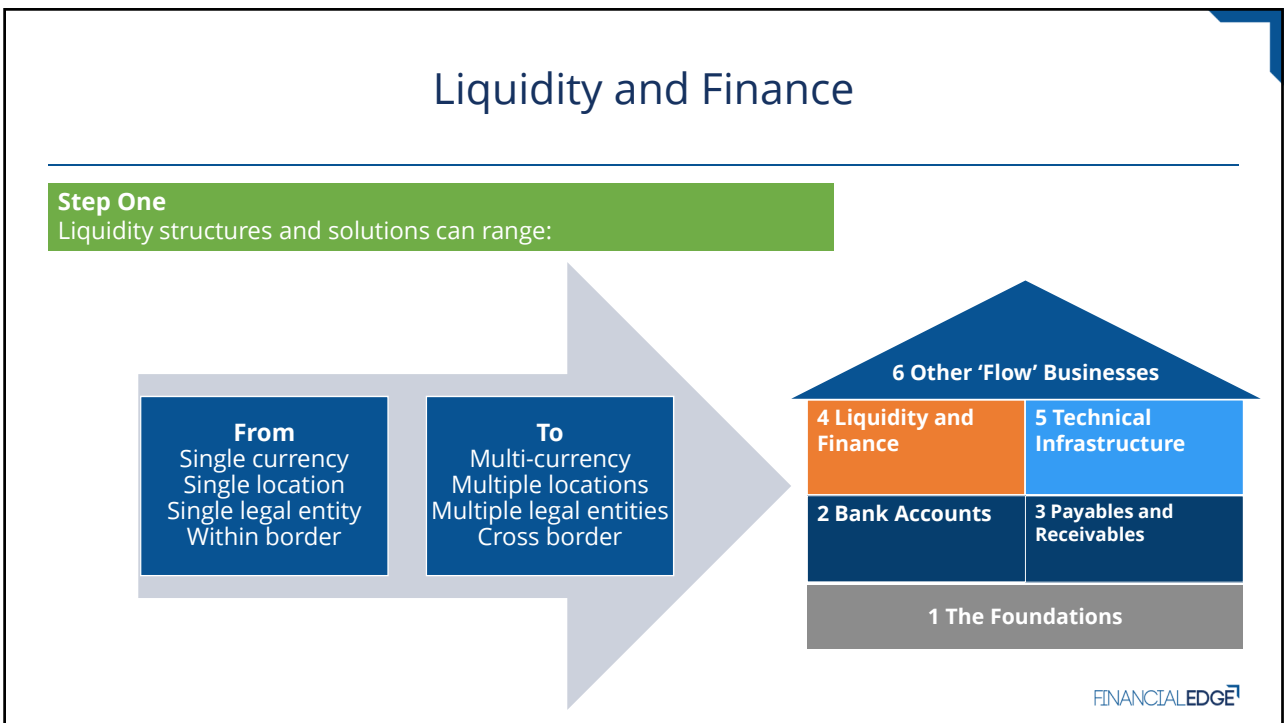 Liquidity and Finance
Step One
Liquidity structures and solutions can range:
From
Single currency
Single location
Single legal entity
Within border
To
Multi-currency
Multiple locations
Multiple legal entities
Cross border
6 Other ‘Flow’ Businesses
4 Liquidity and
Finance
5 Technical
Infrastructure
2 Bank Accounts
3 Payables and
Receivables
1 The Foundations
FINANCIALEDGE